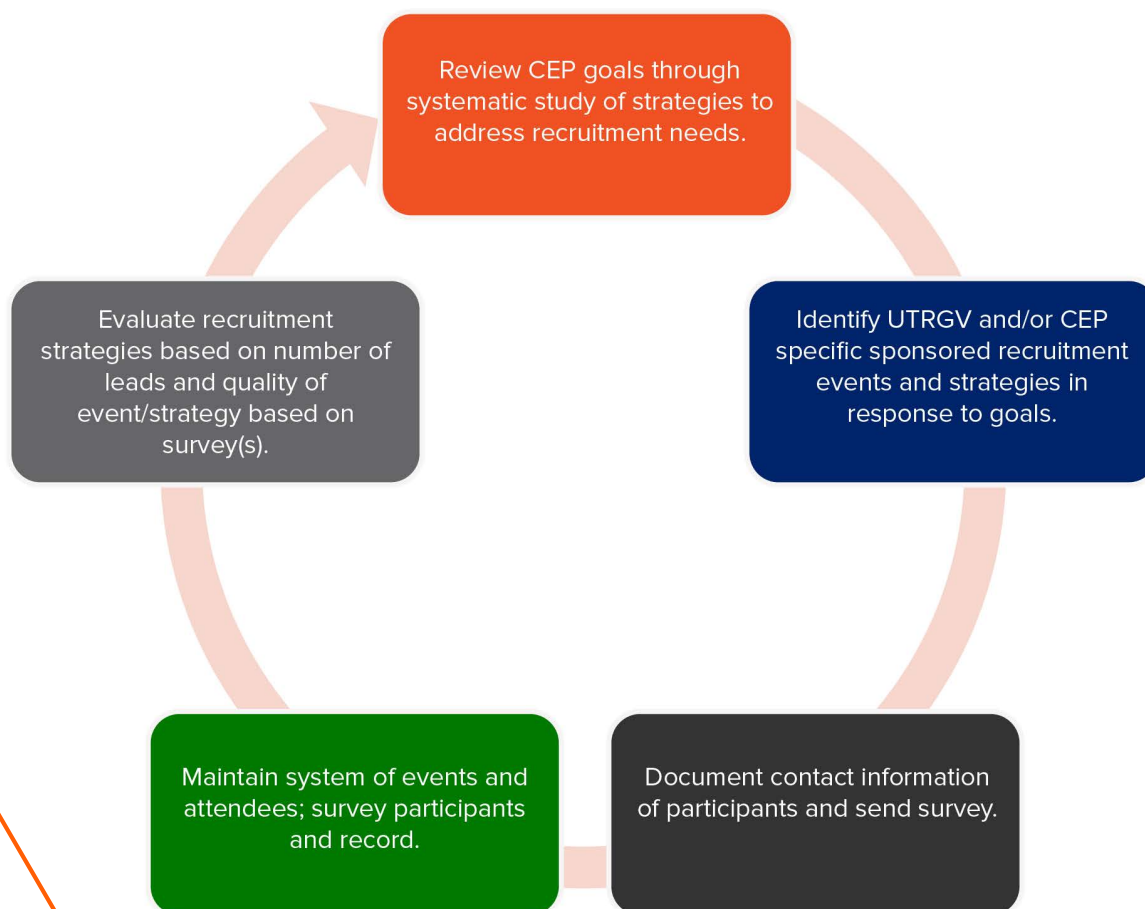 Review CEP goals through
systematic study of strategies to
address recruitment needs.
Identify UTRGV and/or CEP
specific sponsored recruitment
events and strategies in
response to goals.
Document contact information
of participants and send survey.
Maintain system of events and
attendees; survey participants
and record.
Evaluate recruitment
strategies based on number of
leads and quality of
event/strategy based on
survey(s).